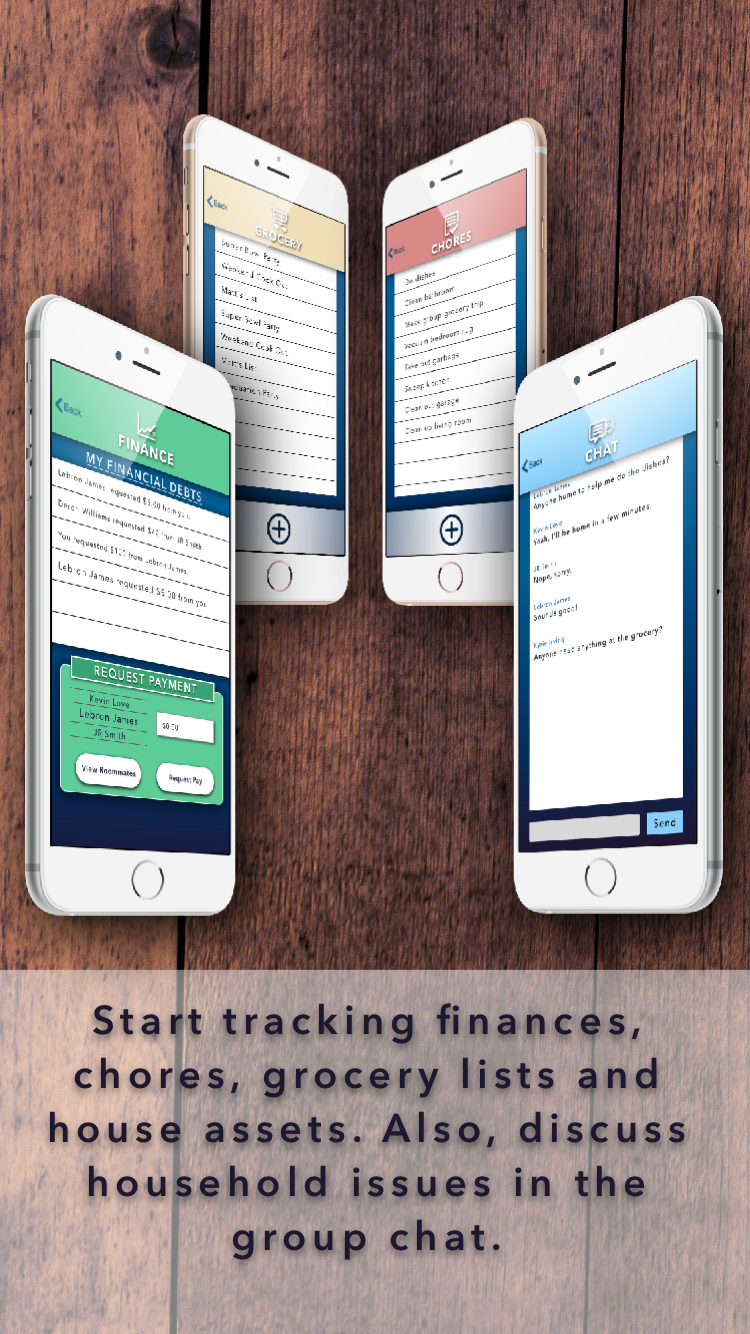 Back
GROCERY
Super Bowl Party
Weekend Cook Out
Matt's List
Super Bowl Party
Weekend Cook Out
Matt's List
Graduation Party
Back
CHORES
Do dishes
Clean bathroom
Make group grocery trip
Vacuum bedroom rug
Take out garbage
Sweep kitchen
Clean out garage
Clean up living room
Back
FINANCE
MY FINANCIAL DEBTS
Lebron James requested $5.00 from you.
Deron Williams requested $42 from JR Smith.
You requested $100 from Lebron James.
Lebron James requested $5.00 from you.
REQUEST PAYMENT
Kevin Love
Lebron James
JR Smith
$0.00
View Roommates
Request Pay
Back
CHAT
Lebron James
Anyone home to help me do the dishes?
Kevin Love
Yeah, I'll be home in a few minutes.
JR Smith
Nope, sorry.
Lebron James
Sounds good!
Kyrie Irving
Anyone need anything at the grocery?
Send
Start tracking finances,
chores, grocery lists and
house assets. Also, discuss
household issues in the
group chat.